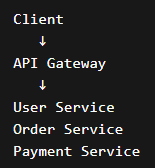 Client
↓
API Gateway
↓
User Service
Order Service
Payment Service